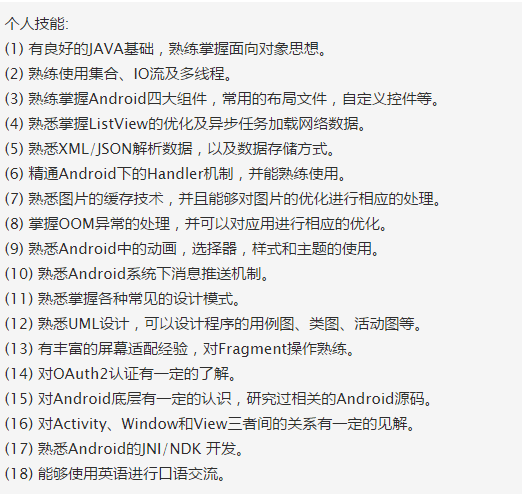 个人技能:
(1) 有良好的JAVA基础，熟练掌握面向对象思想。
(2) 熟练使用集合、IO流及多线程。
(3) 熟练掌握Android四大组件，常用的布局文件，自定义控件等。
(4) 熟悉掌握ListView的优化及异步任务加载网络数据。
(5) 熟悉XML/JSON解析数据，以及数据存储方式。
(6) 精通Android下的Handler机制，并能熟练使用。
(7) 熟悉图片的缓存技术，并且能够对图片的优化进行相应的处理。
(8) 掌握OOM异常的处理，并可以对应用进行相应的优化。
(9) 熟悉Android中的动画，选择器，样式和主题的使用。
(10) 熟悉Android系统下消息推送机制。
(11) 熟悉掌握各种常见的设计模式。
(12) 熟悉UML设计，可以设计程序的用例图、类图、活动图等。
(13) 有丰富的屏幕适配经验，对Fragment操作熟练。
(14) 对OAuth2认证有一定的了解。
(15) 对Android底层有一定的认识，研究过相关的Android源码。
(16) 对Activity、Window和View三者间的关系有一定的见解。
(17) 熟悉Android的JNI/NDK 开发。
(18) 能够使用英语进行口语交流。